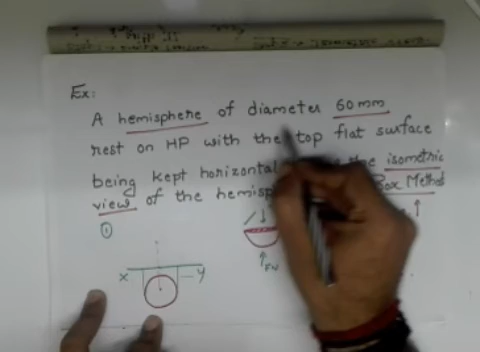 Ex:
A hemisphere of diameter 60 mm
rest on HP with the top flat surface
being kept horizontal the isometric
view of the Box Method
①
X y
FV